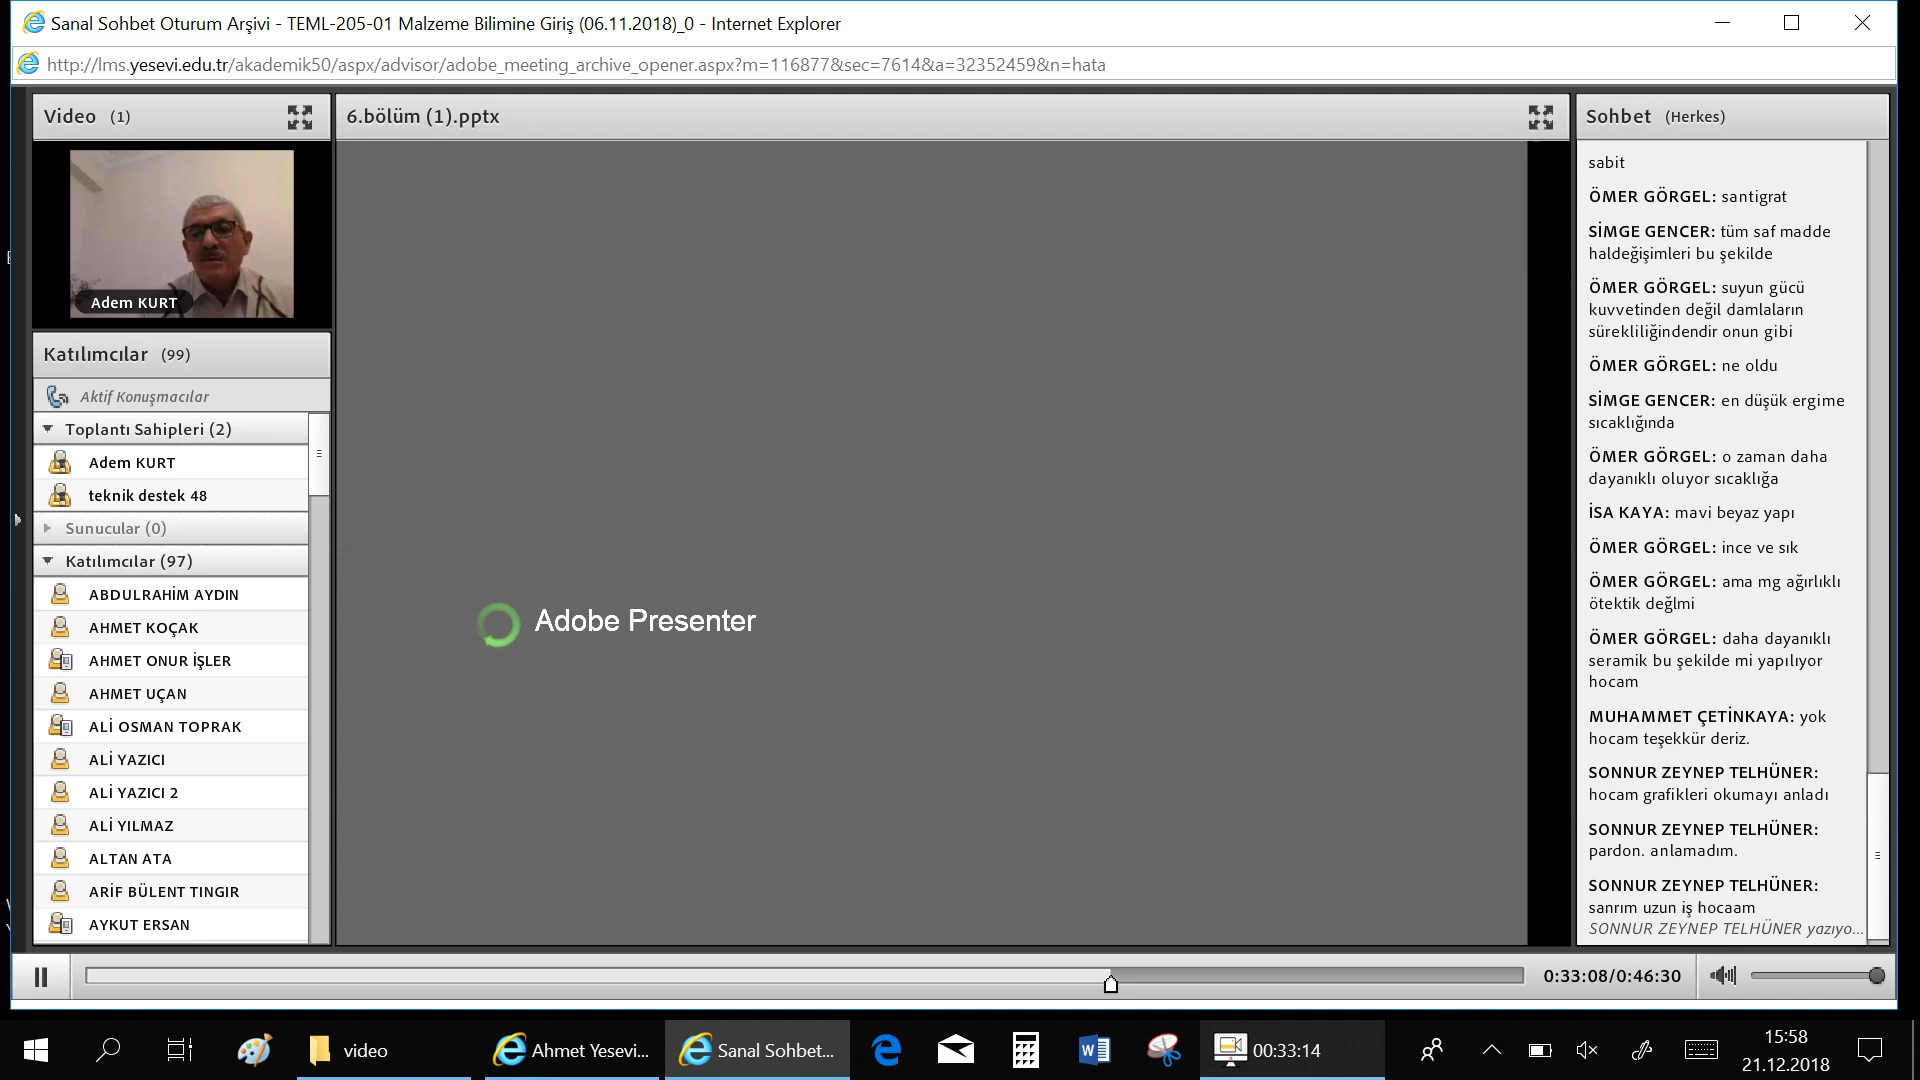 Sanal Sohbet Oturum Arşivi - TEML-205-01 Malzeme Bilimine Giriş (06.11.2018)_0 - Internet Explorer
http://lms.yesevi.edu.tr/akademik50/aspx/advisor/adobe_meeting_archive_opener.aspx?m=116877&sec=7614&a=32352459&n=hata
Video (1)
Adem KURT
Katılımcılar (99)
Aktif Konuşmacılar
Toplantı Sahipleri (2)
Adem KURT
teknik destek 48
Sunucular (0)
Katılımcılar (97)
ABDULRAHİM AYDIN
AHMET KOÇAK
AHMET ONUR İŞLER
AHMET UÇAN
ALİ OSMAN TOPRAK
ALİ YAZICI
ALİ YAZICI 2
ALİ YILMAZ
ALTAN ATA
ARİF BÜLENT TINGIR
AYKUT ERSAN
6.bölüm (1).pptx
Adobe Presenter
Sohbet (Herkes)
sabit
ÖMER GÖRGEL: santigrat
SİMGE GENCER: tüm saf madde
haldeğişimleri bu şekilde
ÖMER GÖRGEL: suyun gücü
kuvvetinden değil damlaların
sürekliliğindendir onun gibi
ÖMER GÖRGEL: ne oldu
SİMGE GENCER: en düşük ergime
sıcaklığında
ÖMER GÖRGEL: o zaman daha
dayanıklı oluyor sıcaklığa
İSA KAYA: mavi beyaz yapı
ÖMER GÖRGEL: ince ve sık
ÖMER GÖRGEL: ama mg ağırlıklı
ötektik değlmi
ÖMER GÖRGEL: daha dayanıklı
seramik bu şekilde mi yapılıyor
hocam
MUHAMMET ÇETİNKAYA: yok
hocam teşekkür deriz.
SONNUR ZEYNEP TELHÜNER:
hocam grafikleri okumayı anladı
SONNUR ZEYNEP TELHÜNER:
pardon. anlamadım.
SONNUR ZEYNEP TELHÜNER:
sanrım uzun iş hocaam
SONNUR ZEYNEP TELHÜNER yazıyo...
0:33:08/0:46:30
video
Ahmet Yesevi...
Sanal Sohbet...
00:33:14
15:58
21.12.2018